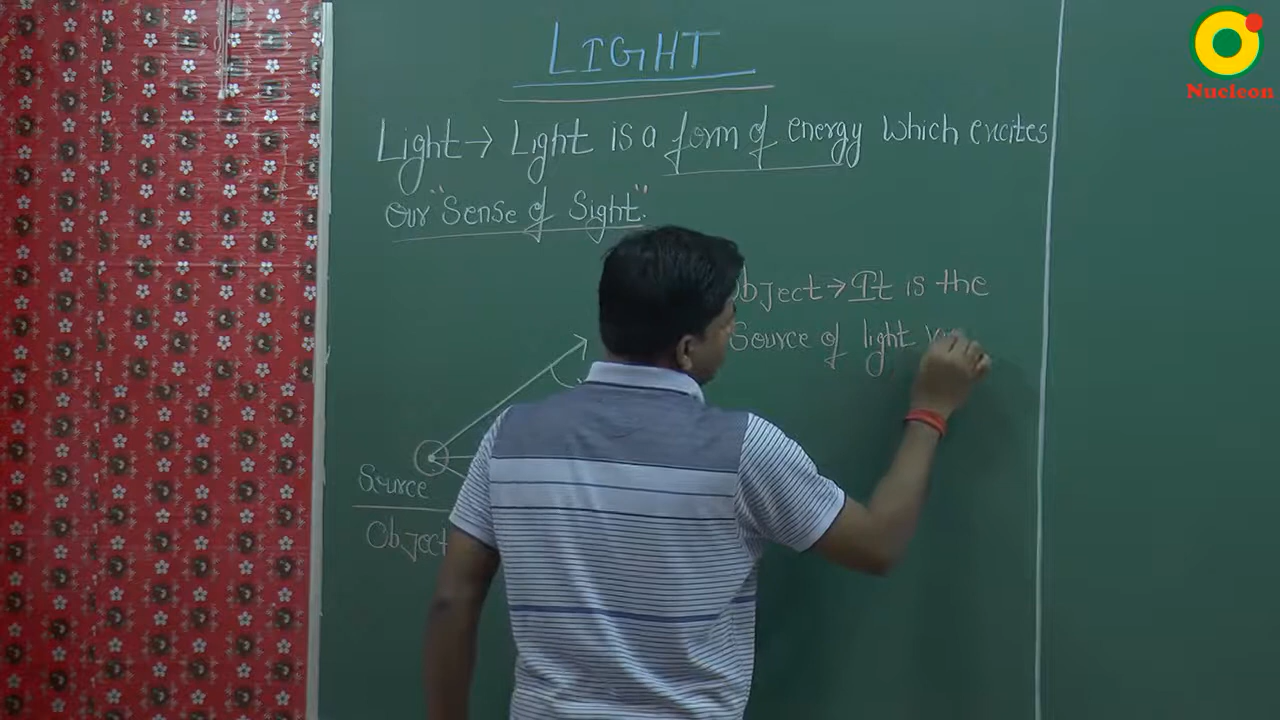 LIGHT
Light → Light is a form of energy which excites
our "Sense of Sight".
Object → It is the
Source of light
Source
Object
Nucleon